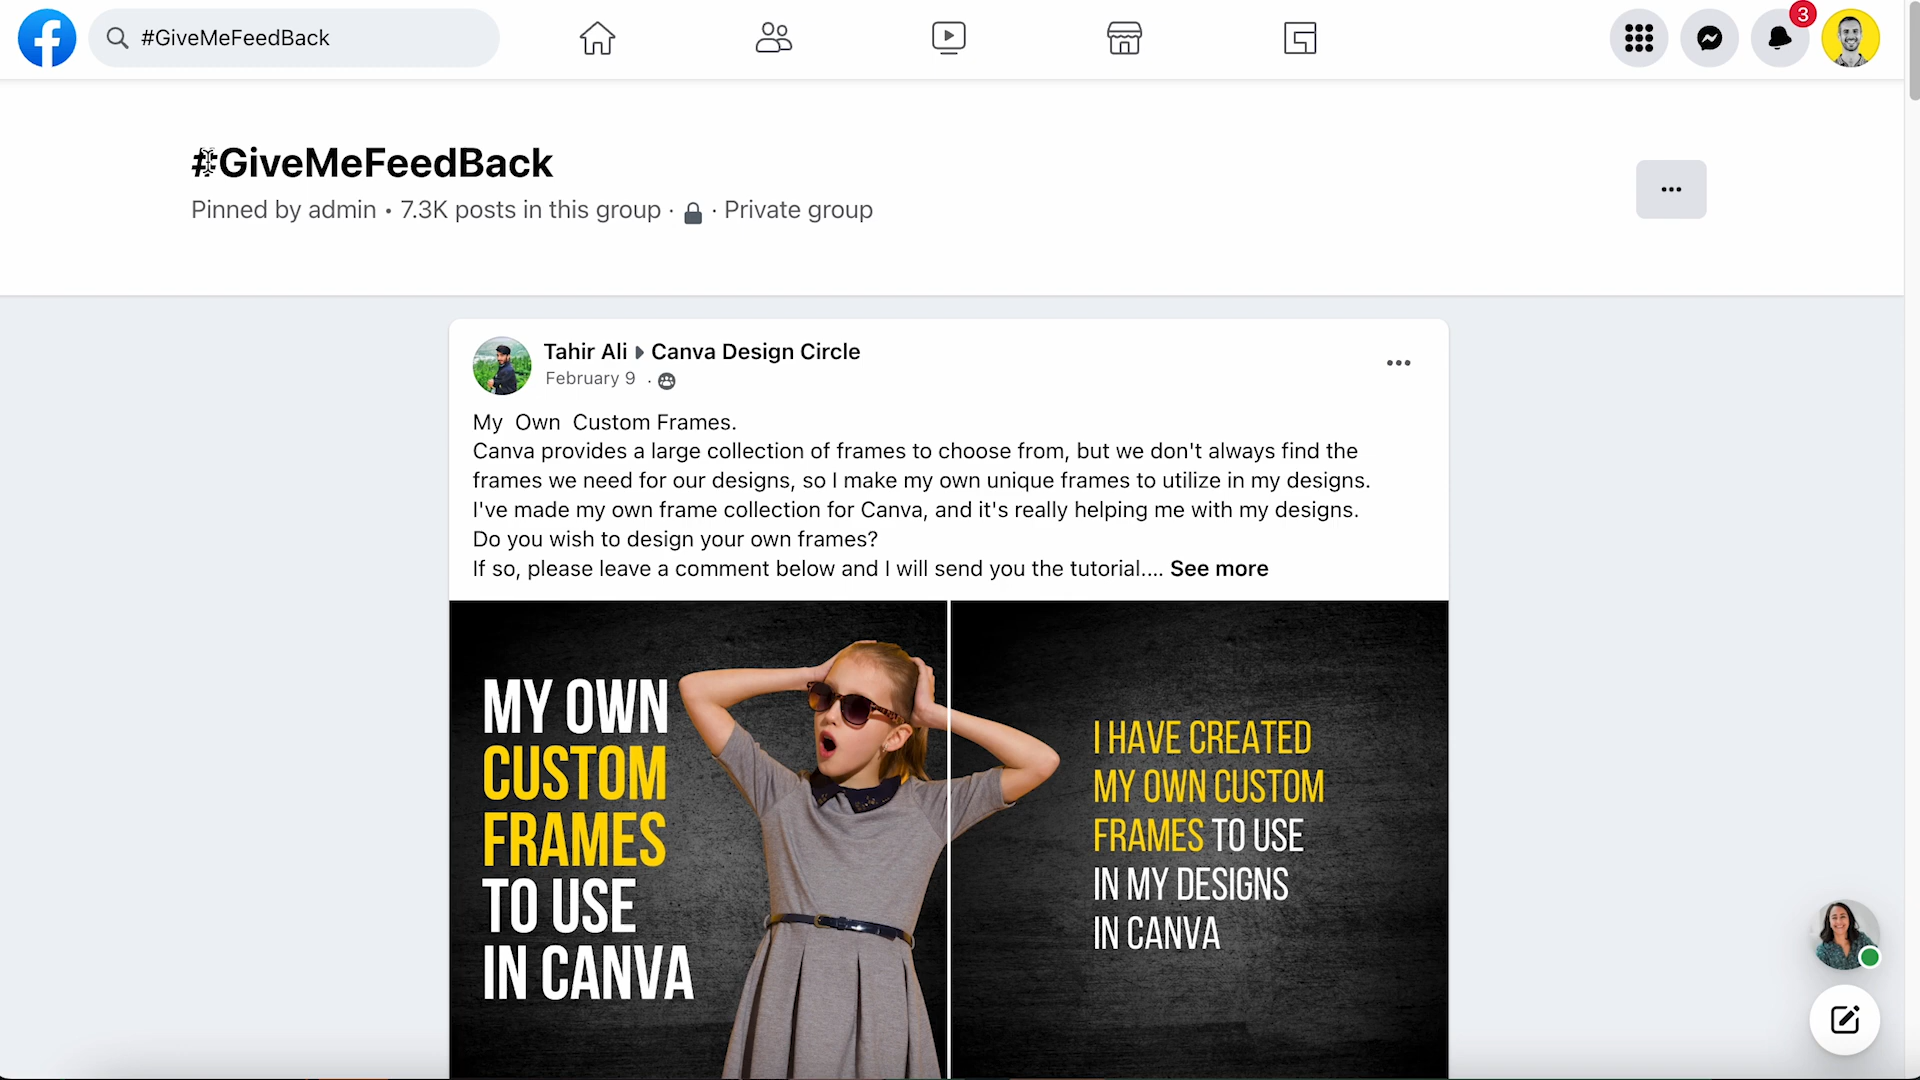 #GiveMeFeedBack
3
#GiveMeFeedBack
Pinned by admin • 7.3K posts in this group · · Private group
Tahir Ali Canva Design Circle
February 9 ·
My Own Custom Frames.
Canva provides a large collection of frames to choose from, but we don't always find the
frames we need for our designs, so I make my own unique frames to utilize in my designs.
I've made my own frame collection for Canva, and it's really helping me with my designs.
Do you wish to design your own frames?
If so, please leave a comment below and I will send you the tutorial.... See more
MY OWN
CUSTOM
FRAMES
TO USE
IN CANVA
I HAVE CREATED
MY OWN CUSTOM
FRAMES TO USE
IN MY DESIGNS
IN CANVA